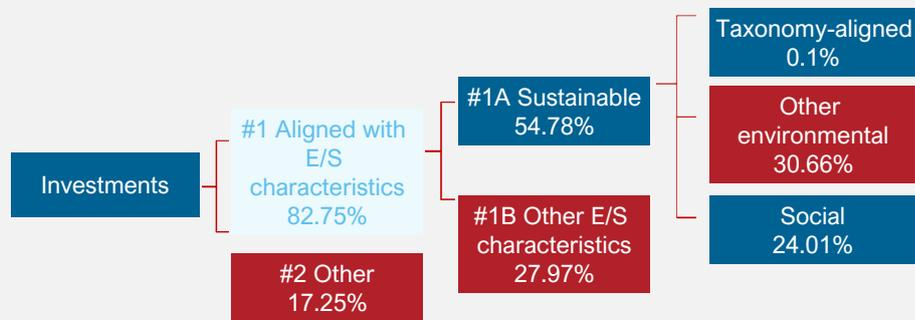 Investments
#1 Aligned with
E/S
characteristics
82.75%
#2 Other
17.25%
#1A Sustainable
54.78%
#1B Other E/S
characteristics
27.97%
Taxonomy-aligned
0.1%
Other
environmental
30.66%
Social
24.01%